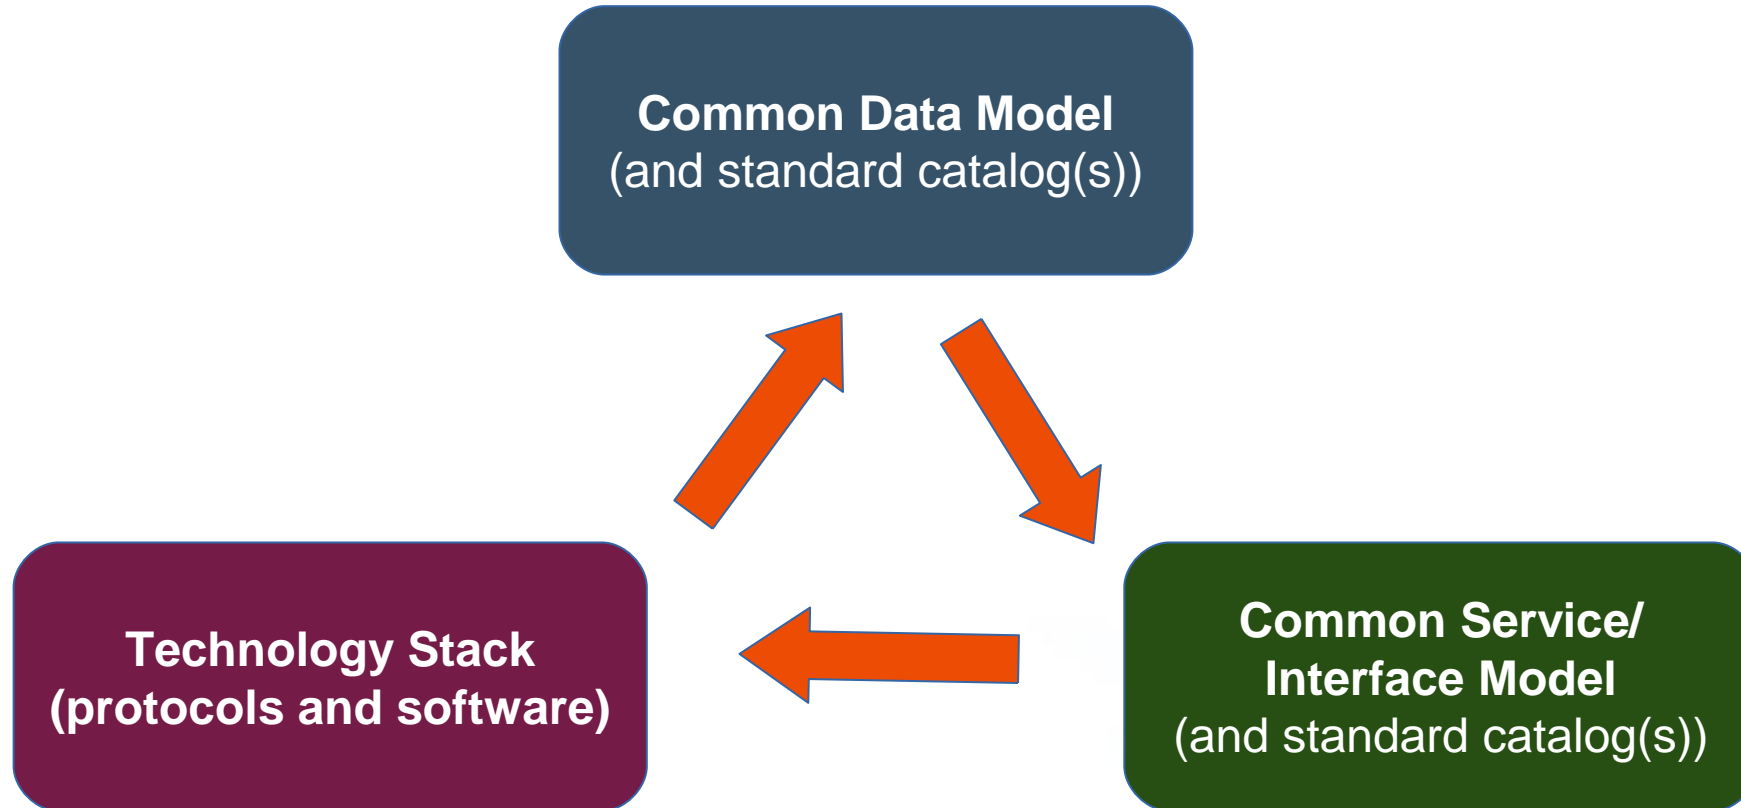 Common Data Model
(and standard catalog(s))
Technology Stack
(protocols and software)
Common Service/
Interface Model
(and standard catalog(s))